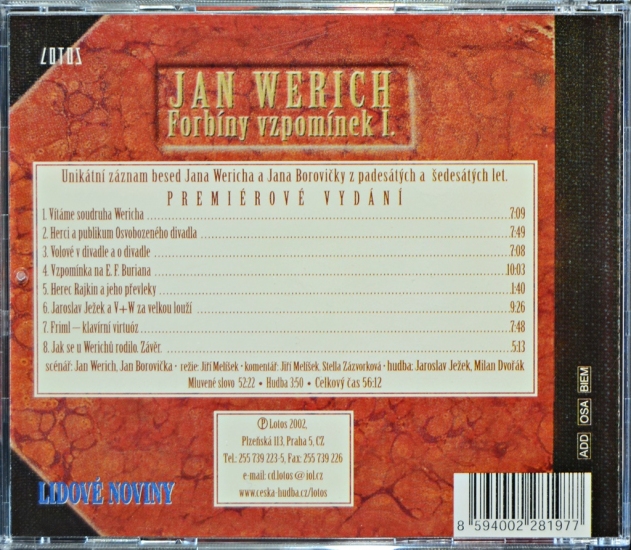 LOTOS
JAN WERICH
Forbíny vzpomínek I.
Unikátní záznam besed Jana Wericha a Jana Borovičky z padesátých a šedesátých let.
PREMIÉROVÉ VYDÁNÍ
1. Vítáme soudruha Wericha 7:09
2. Herci a publikum Osvobozeného divadla 7:49
3. Volové v divadle a o divadle 7:08
4. Vzpomínka na E. F. Buriana 10:03
5. Herec Rajkin a jeho převleky 1:40
6. Jaroslav Ježek a V+W za velkou louží 9:26
7. Friml – klavírní virtuóz 7:48
8. Jak se u Werichů rodilo. Závěr. 5:13
scénář: Jan Werich, Jan Borovička · režie: Jiří Melíšek · komentář: Jiří Melíšek, Stella Zázvorková · hudba: Jaroslav Ježek, Milan Dvořák
Mluvené slovo 52:22 • Hudba 3:50 • Celkový čas 56:12
Ⓟ Lotos 2002,
Plzeňská 113, Praha 5, CZ
Tel.: 255 739 223-5, Fax: 255 739 226
e-mail: cd.lotos@iol.cz
www.ceska-hudba.cz/lotos
LIDOVÉ NOVINY
ADD OSA BIEM
8 594002 281977